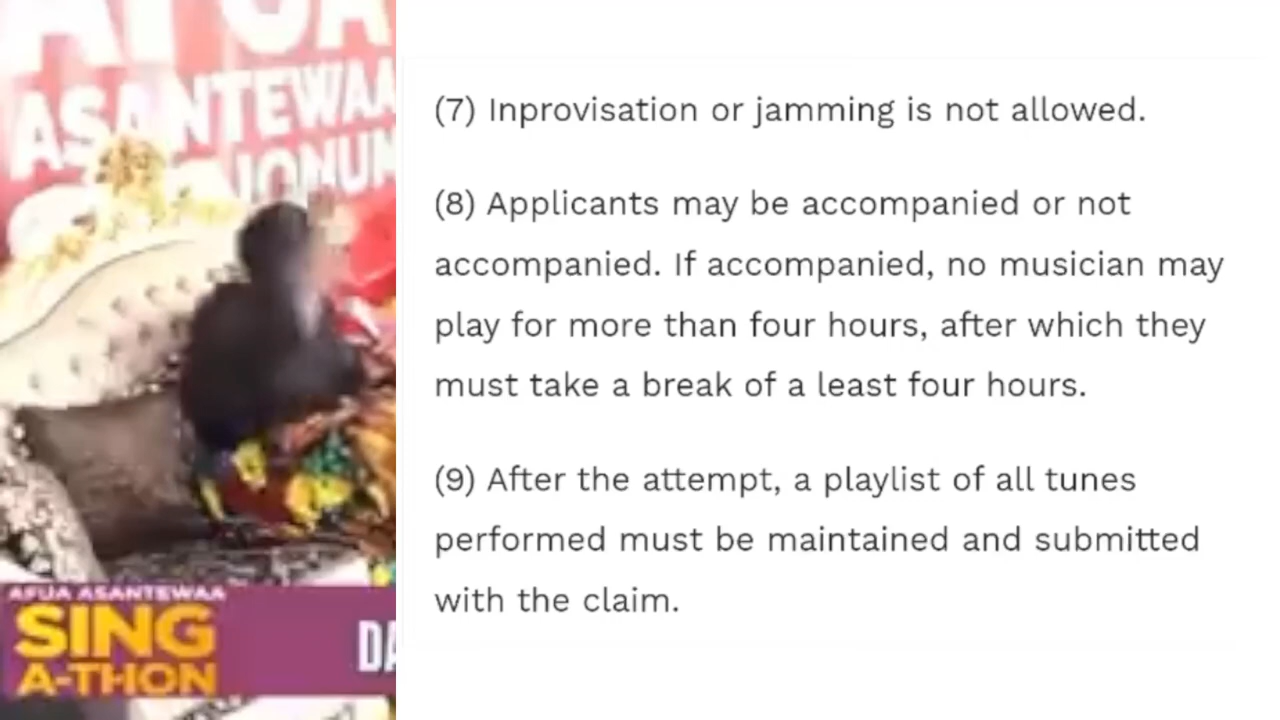 ASANTEWAA
AFUA ASANTEWAA
SING
A-THON
(7) Inprovisation or jamming is not allowed.
(8) Applicants may be accompanied or not
accompanied. If accompanied, no musician may
play for more than four hours, after which they
must take a break of a least four hours.
(9) After the attempt, a playlist of all tunes
performed must be maintained and submitted
with the claim.